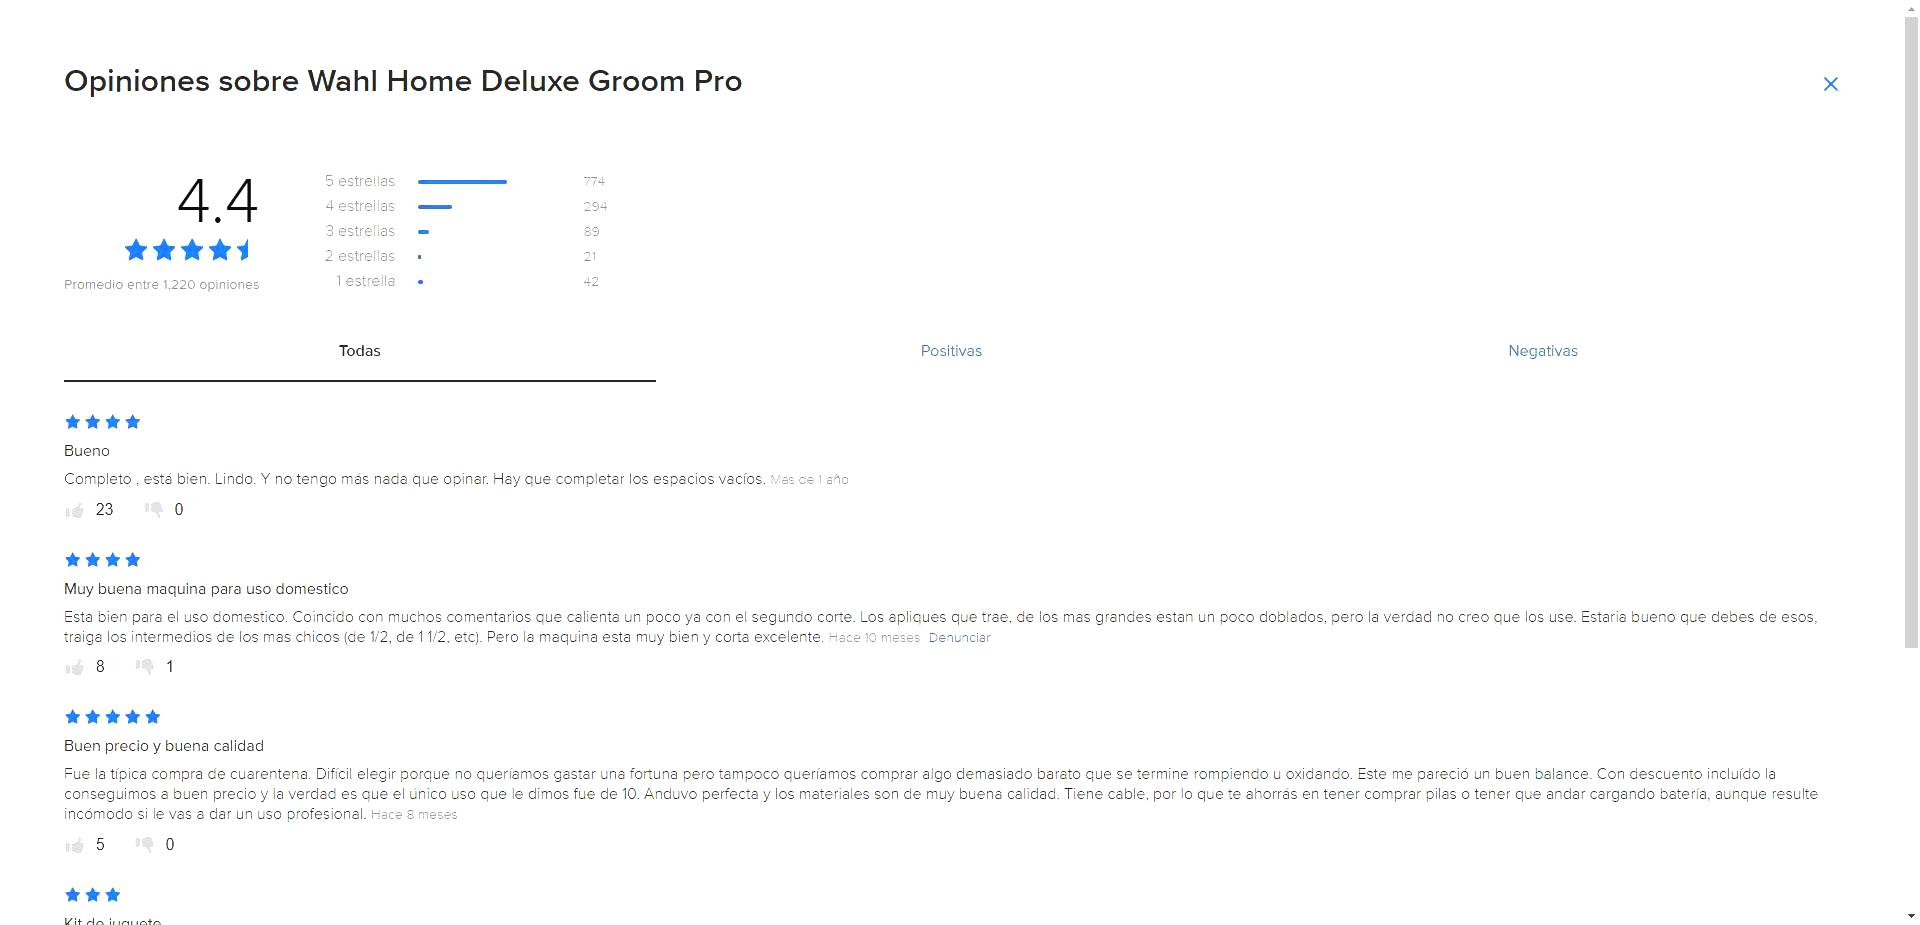 Opiniones sobre Wahl Home Deluxe Groom Pro
4.4
Promedio entre 1,220 opiniones
5 estrellas 774
4 estrellas 294
3 estrellas 89
2 estrellas 21
1 estrella 42
Todas Positivas Negativas
Bueno
Completo , está bien. Lindo. Y no tengo más nada que opinar. Hay que completar los espacios vacíos. Mas de 1 año
23 0
Muy buena maquina para uso domestico
Esta bien para el uso domestico. Coincido con muchos comentarios que calienta un poco ya con el segundo corte. Los apliques que trae, de los mas grandes estan un poco doblados, pero la verdad no creo que los use. Estaria bueno que debes de esos,
traiga los intermedios de los mas chicos (de 1/2, de 1 1/2, etc). Pero la maquina esta muy bien y corta excelente. Hace 10 meses Denunciar
8 1
Buen precio y buena calidad
Fue la típica compra de cuarentena. Difícil elegir porque no queríamos gastar una fortuna pero tampoco queríamos comprar algo demasiado barato que se termine rompiendo u oxidando. Este me pareció un buen balance. Con descuento incluído la
conseguimos a buen precio y la verdad es que el único uso que le dimos fue de 10. Anduvo perfecta y los materiales son de muy buena calidad. Tiene cable, por lo que te ahorrás en tener comprar pilas o tener que andar cargando batería, aunque resulte
incómodo si le vas a dar un uso profesional. Hace 8 meses
5 0
Kit de juguete